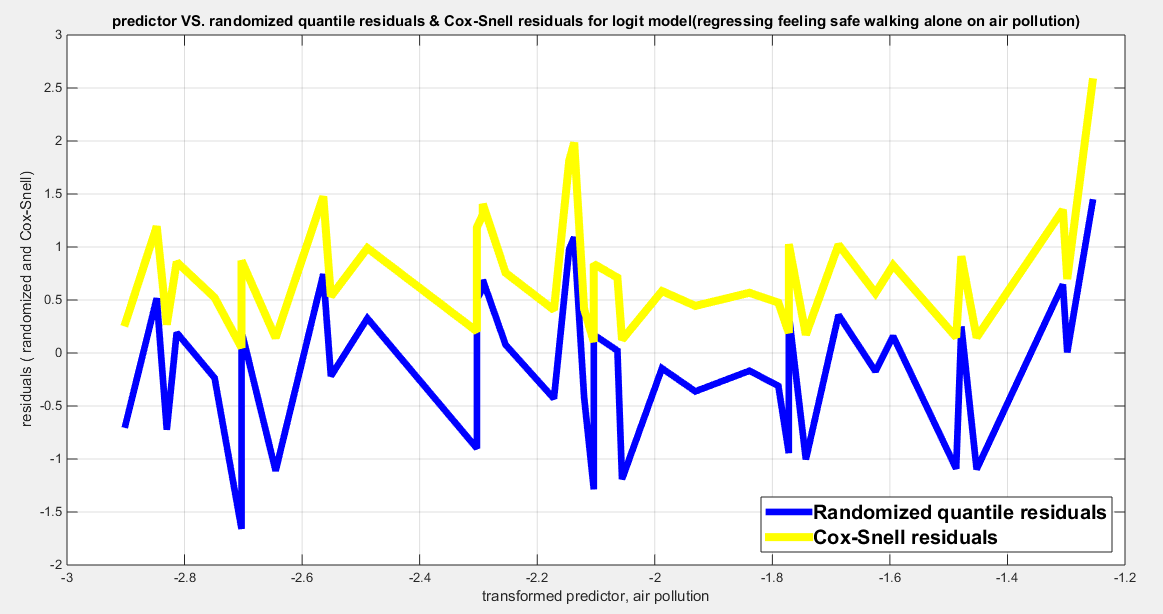 predictor VS. randomized quantile residuals & Cox-Snell residuals for logit model(regressing feeling safe walking alone on air pollution)
3
2.5
2
1.5
1
0.5
0
-0.5
-1
-1.5
-2
residuals ( randomized and Cox-Snell)
Randomized quantile residuals
Cox-Snell residuals
-3 -2.8 -2.6 -2.4 -2.2 -2 -1.8 -1.6 -1.4 -1.2
transformed predictor, air pollution